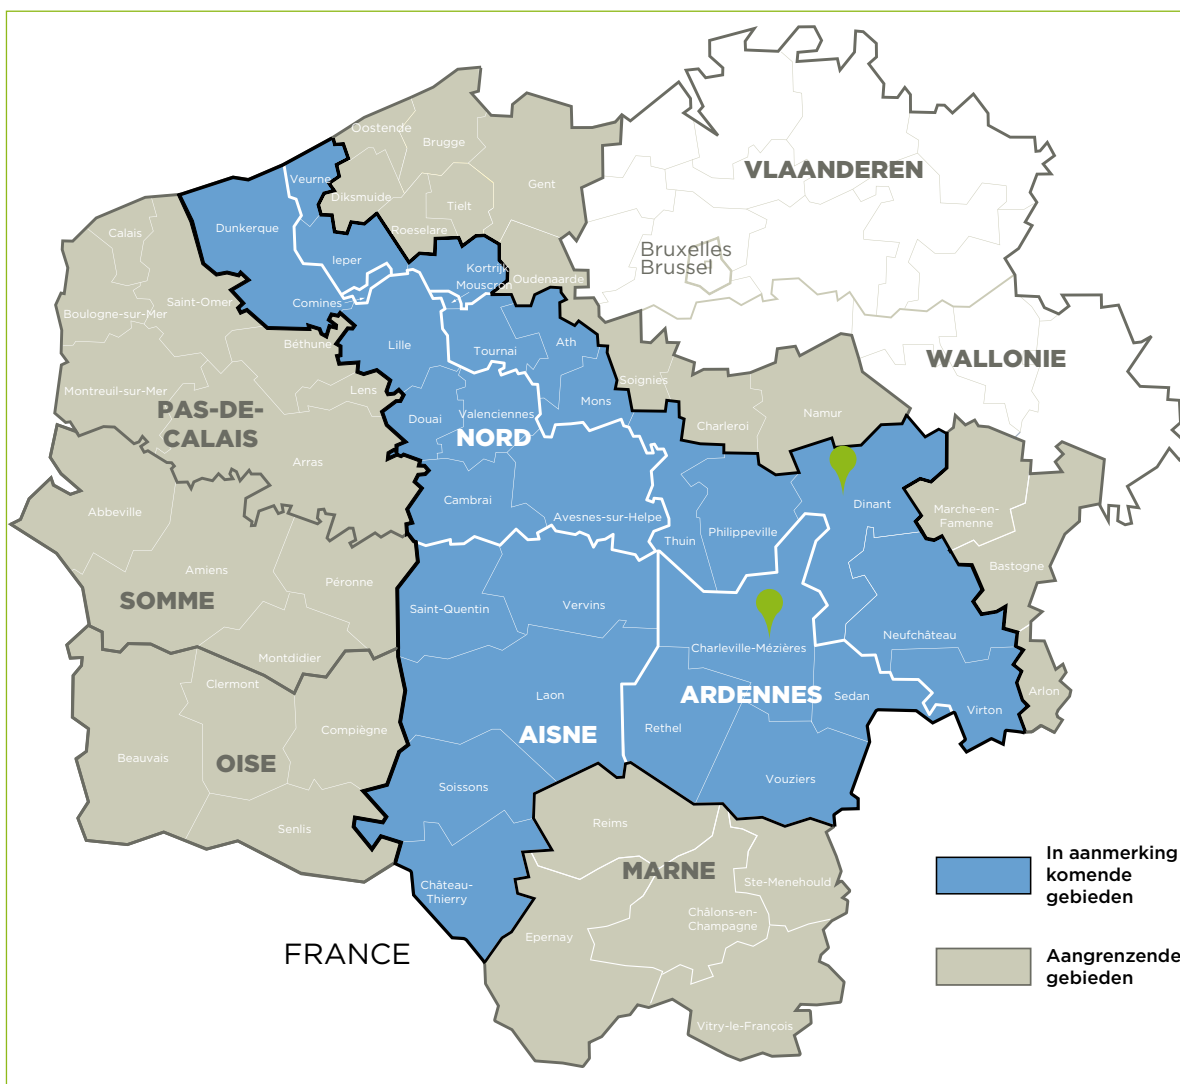 Oostende
Brugge
VLAANDEREN
Veurne
Gent
Diksmuide
Tielt
Dunkerque
Roeselare
Calais
Bruxelles
Brussel
Ieper
Kortrijk
Mouscron
Oudenaarde
Saint-Omer
Comines
Boulogne-sur-Mer
Béthune
Lille
Tournai
Ath
WALLONIE
Soignies
Montreuil-sur-Mer
Lens
Mons
PAS-DE-
CALAIS
Douai
Valenciennes
NORD
Charleroi
Namur
Arras
Cambrai
Abbeville
Avesnes-sur-Helpe
Dinant
Marche-en-
Famenne
Thuin
Philippeville
Bastogne
Amiens
Péronne
SOMME
Saint-Quentin
Vervins
Neufchâteau
Charleville-Mézières
Montdidier
Clermont
Laon
ARDENNES
Sedan
Arlon
Virton
Compiègne
AISNE
Rethel
Beauvais
OISE
Vouziers
Soissons
Senlis
Reims
MARNE
Ste-Menehould
Château-
Thierry
Châlons-en-
Champagne
Epernay
FRANCE
Vitry-le-François
In aanmerking
komende
gebieden
Aangrenzende
gebieden